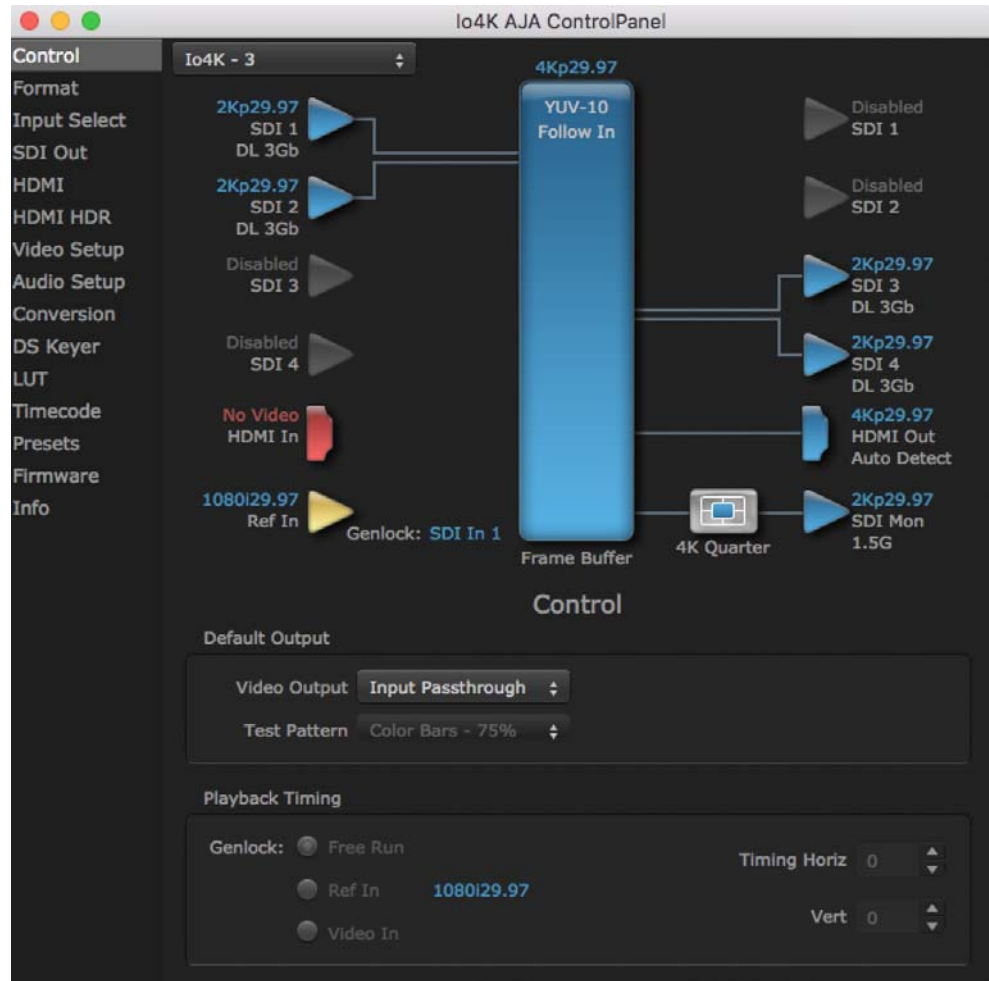 Io4K AJA ControlPanel
Control
Format
Input Select
SDI Out
HDMI
HDMI HDR
Video Setup
Audio Setup
Conversion
DS Keyer
LUT
Timecode
Presets
Firmware
Info
Io4K - 3
2Kp29.97
SDI 1
DL 3Gb
2Kp29.97
SDI 2
DL 3Gb
Disabled
SDI 3
Disabled
SDI 4
No Video
HDMI In
1080i29.97
Ref In
Genlock: SDI In 1
4Kp29.97
YUV-10
Follow In
Frame Buffer
4K Quarter
Disabled
SDI 1
Disabled
SDI 2
2Kp29.97
SDI 3
DL 3Gb
2Kp29.97
SDI 4
DL 3Gb
4Kp29.97
HDMI Out
Auto Detect
2Kp29.97
SDI Mon
1.5G
Control
Default Output
Video Output Input Passthrough
Test Pattern Color Bars - 75%
Playback Timing
Genlock: Free Run
Ref In 1080i29.97
Video In
Timing Horiz 0
Vert 0